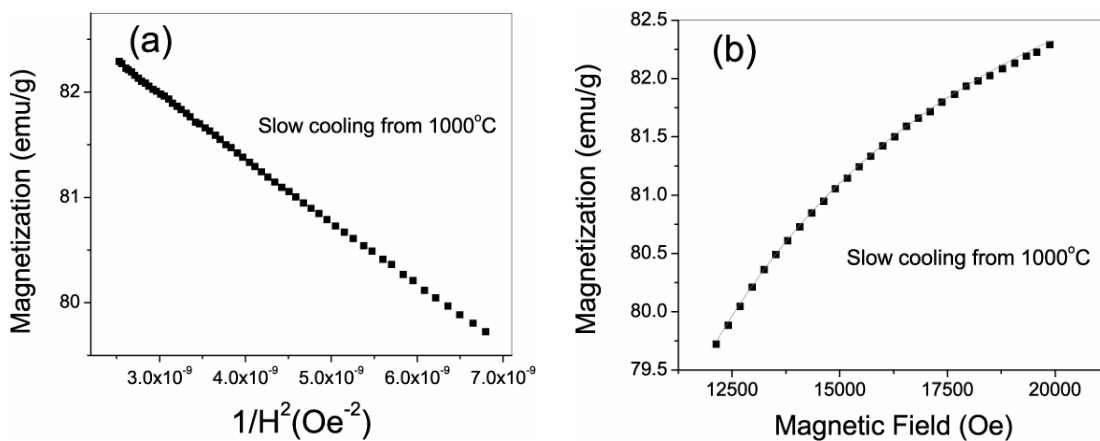 (a)
Magnetization (emu/g)
82
81
80
Slow cooling from 1000°C
3.0x10⁻⁹
4.0x10⁻⁹
5.0x10⁻⁹
6.0x10⁻⁹
7.0x10⁻⁹
1/H²(Oe⁻²)
(b)
Magnetization (emu/g)
82.5
82.0
81.5
81.0
80.5
80.0
79.5
Slow cooling from 1000°C
12500
15000
17500
20000
Magnetic Field (Oe)